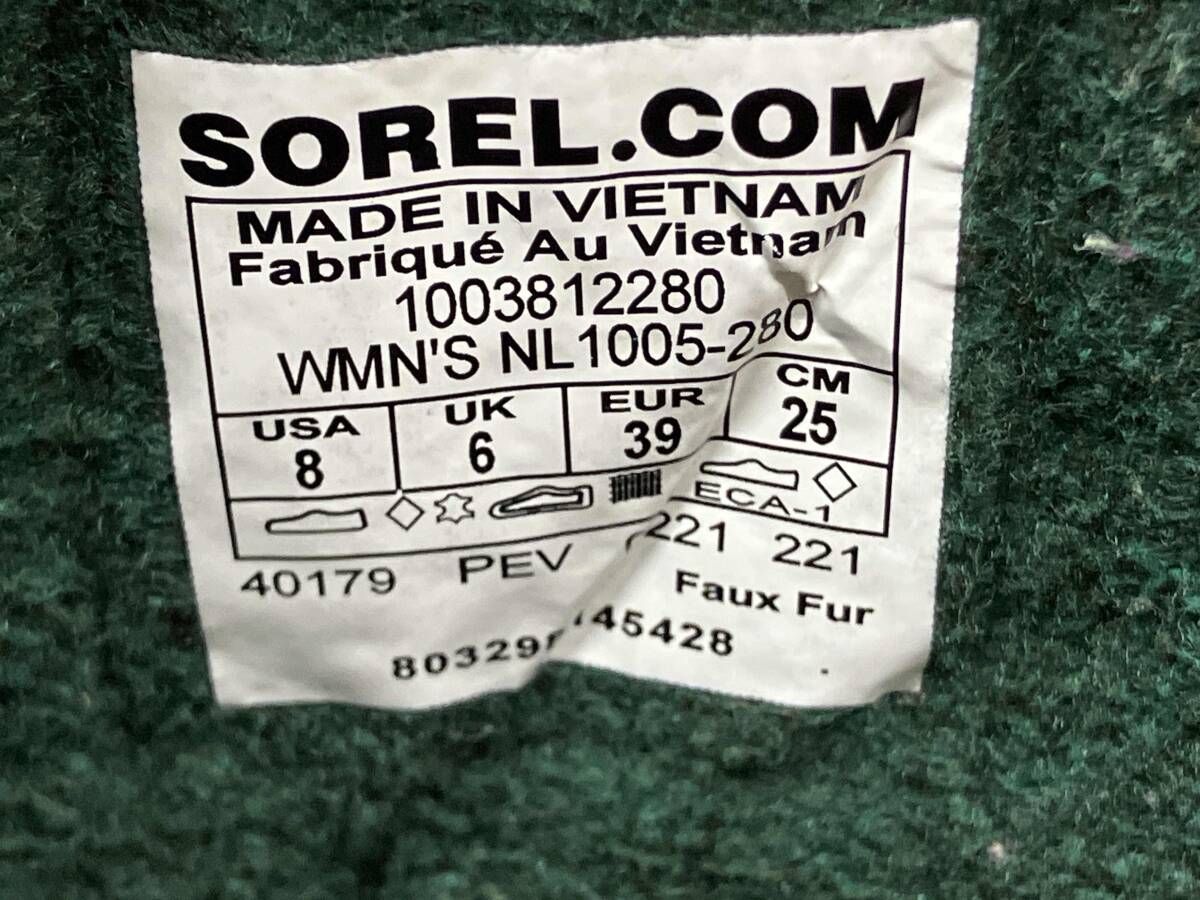 SOREL.COM
MADE IN VIETNAM
Fabriqué Au Vietnam
1003812280
WMN'S NL1005-280
USA UK EUR CM
8 6 39 25
ECA-1
40179 PEV 221 221
Faux Fur